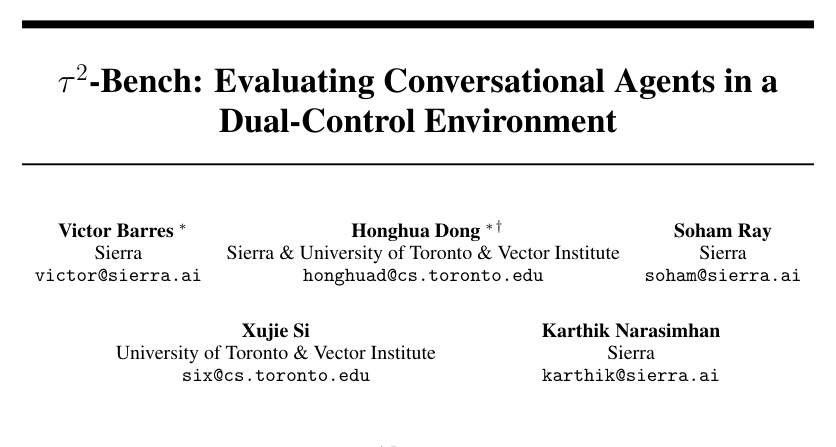 τ²-Bench: Evaluating Conversational Agents in a
Dual-Control Environment
Victor Barres *
Sierra
victor@sierra.ai
Honghua Dong *†
Sierra & University of Toronto & Vector Institute
honghuad@cs.toronto.edu
Soham Ray
Sierra
soham@sierra.ai
Xujie Si
University of Toronto & Vector Institute
six@cs.toronto.edu
Karthik Narasimhan
Sierra
karthik@sierra.ai